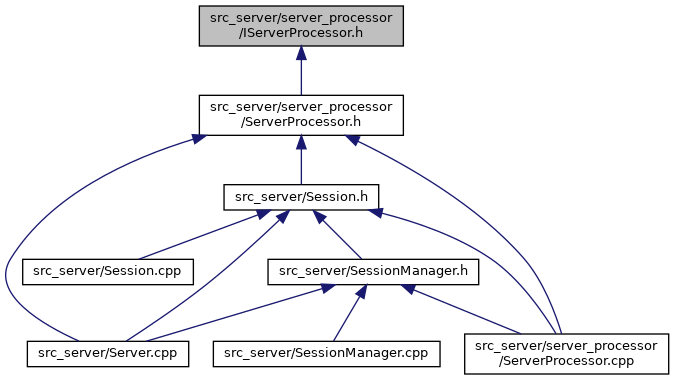 src_server/server_processor
/IServerProcessor.h
src_server/server_processor
/ServerProcessor.h
src_server/Session.h
src_server/Session.cpp
src_server/SessionManager.h
src_server/Server.cpp
src_server/SessionManager.cpp
src_server/server_processor
/ServerProcessor.cpp